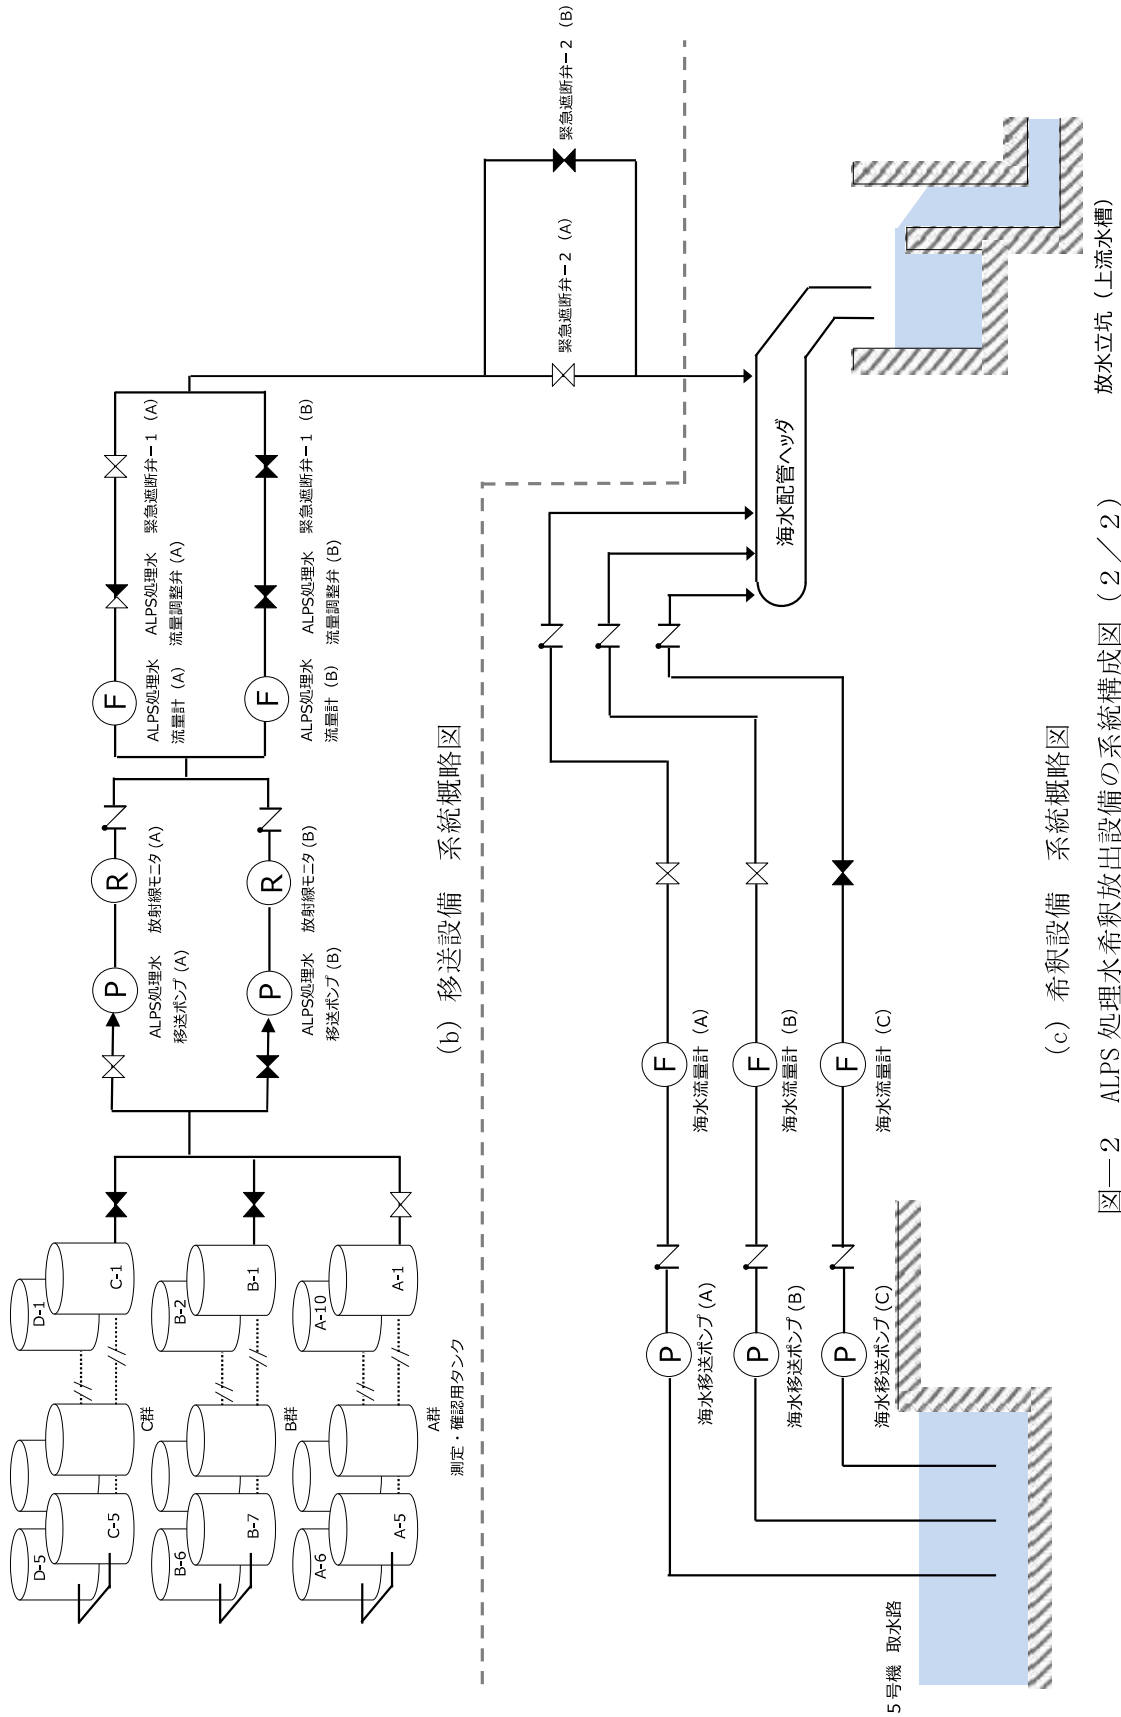 D-5
D-1
C-5
C-1
C群
B-6
B-2
B-7
B-1
B群
A-6
A-10
A-5
A-1
A群
測定・確認用タンク
P
ALPS処理水
移送ポンプ(A)
R
放射線モニタ(A)
F
ALPS処理水
流量計(A)
ALPS処理水
流量調整弁(A)
緊急遮断弁ー1(A)
P
ALPS処理水
移送ポンプ(B)
R
放射線モニタ(B)
F
ALPS処理水
流量計(B)
ALPS処理水
流量調整弁(B)
緊急遮断弁ー1(B)
緊急遮断弁ー2(A)
緊急遮断弁ー2(B)
(b) 移送設備 系統概略図
P
海水移送ポンプ(A)
F
海水流量計(A)
P
海水移送ポンプ(B)
F
海水流量計(B)
P
海水移送ポンプ(C)
F
海水流量計(C)
海水配管ヘッダ
5号機 取水路
放水立坑(上流水槽)
(c) 希釈設備 系統概略図
図―2 ALPS 処理水希釈放出設備の系統構成図(2/2)